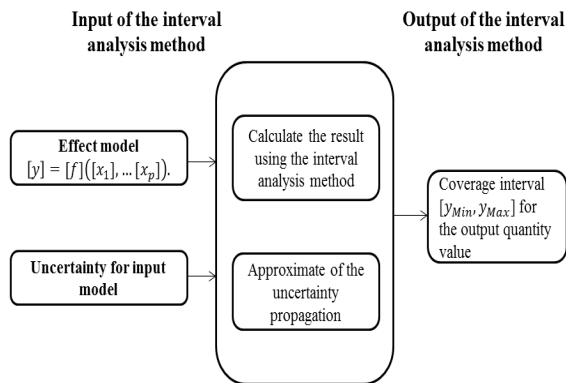 Input of the interval
analysis method
Output of the interval
analysis method
Effect model
[y] = [f]([x₁], … [xₚ]).
Calculate the result
using the interval
analysis method
Coverage interval
[y_Min, y_Max] for
the output quantity
value
Uncertainty for input
model
Approximate of the
uncertainty
propagation